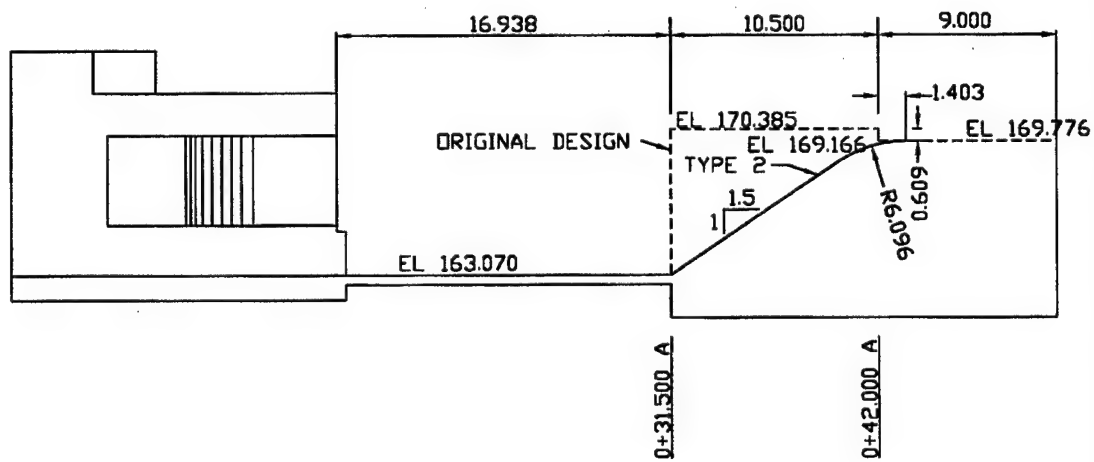 16.938
10.500
9.000
1.403
EL 170.385
EL 169.776
ORIGINAL DESIGN
EL 169.166
TYPE 2
0.609
1.5
1
R6.096
EL 163.070
0+31.500 A
0+42.000 A